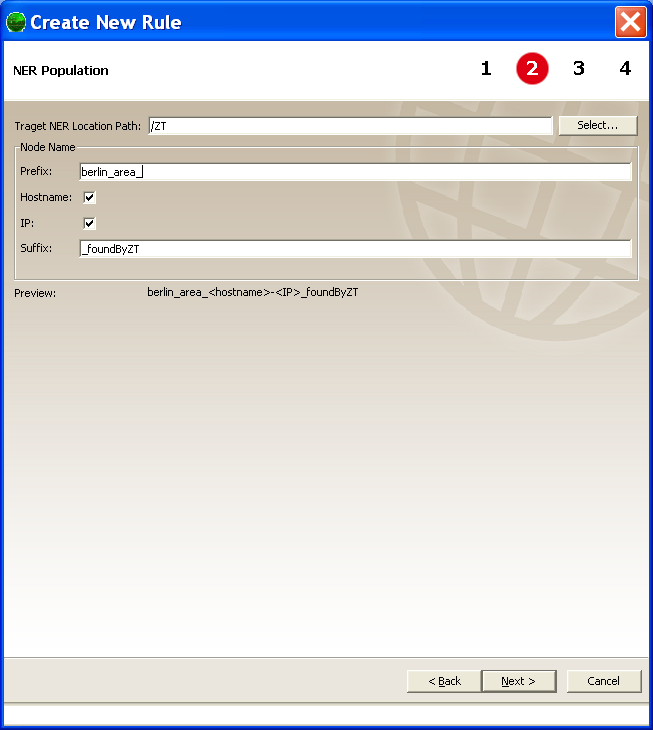 Create New Rule
NER Population
1 2 3 4
Traget NER Location Path: /ZT Select...
Node Name
Prefix: berlin_area_
Hostname:
IP:
Suffix: _foundByZT
Preview: berlin_area_<hostname>-<IP>_foundByZT
< Back Next > Cancel